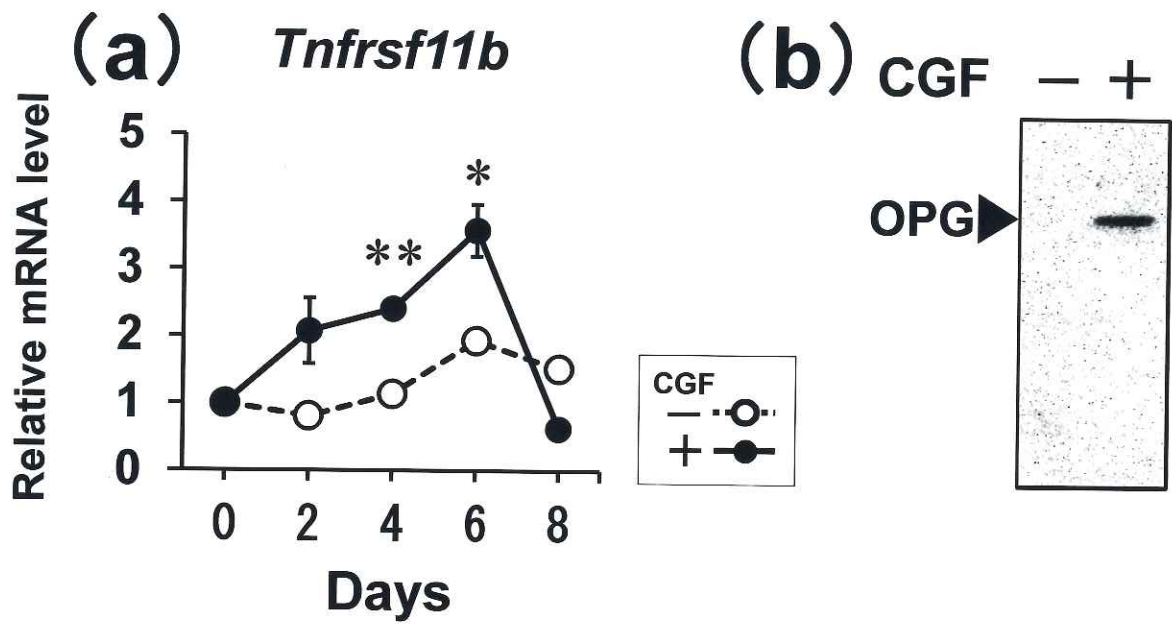 (a) Tnfrsf11b
Relative mRNA level
5
4
3
2
1
0
**
*
0 2 4 6 8
Days
CGF
−
+
(b) CGF − +
OPG